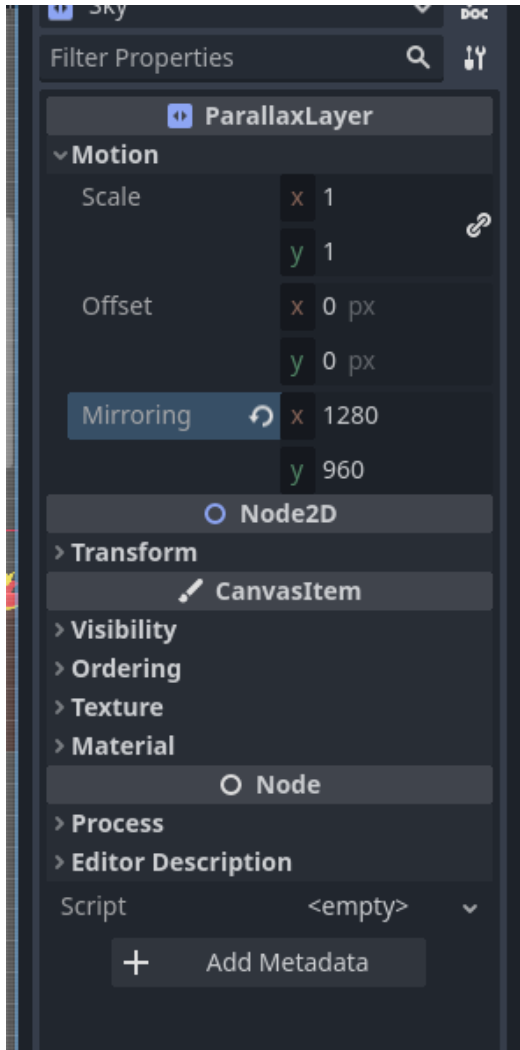 Sky
DOC
Filter Properties
ParallaxLayer
Motion
Scale x 1
y 1
Offset x 0 px
y 0 px
Mirroring x 1280
y 960
Node2D
Transform
CanvasItem
Visibility
Ordering
Texture
Material
Node
Process
Editor Description
Script <empty>
Add Metadata